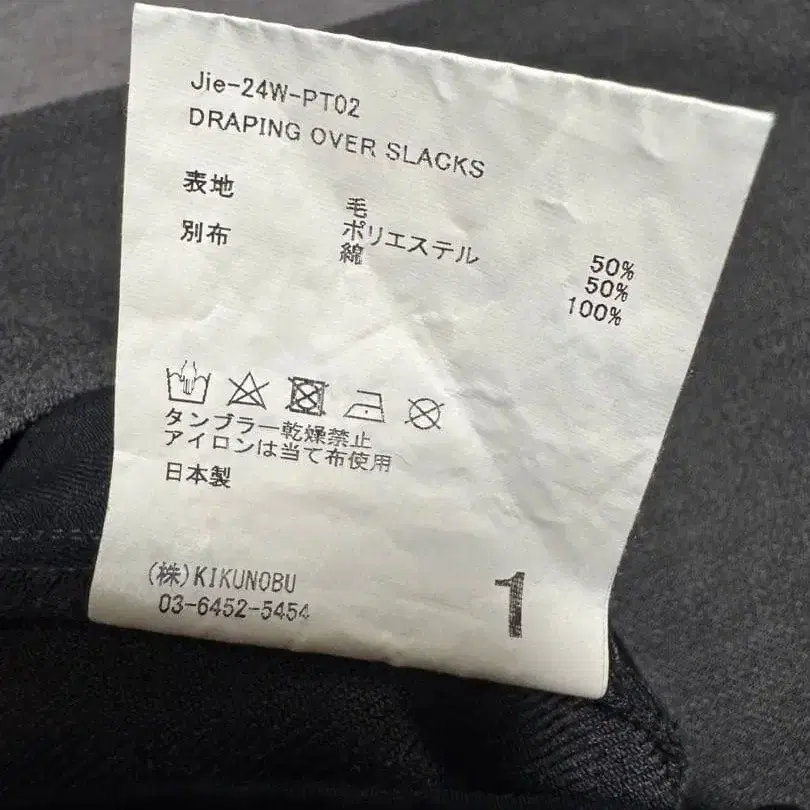 Jie-24W-PT02
DRAPING OVER SLACKS
表地 毛 50%
ポリエステル 50%
別布 綿 100%
タンブラー乾燥禁止
アイロンは当て布使用
日本製
(株)KIKUNOBU
03-6452-5454
1